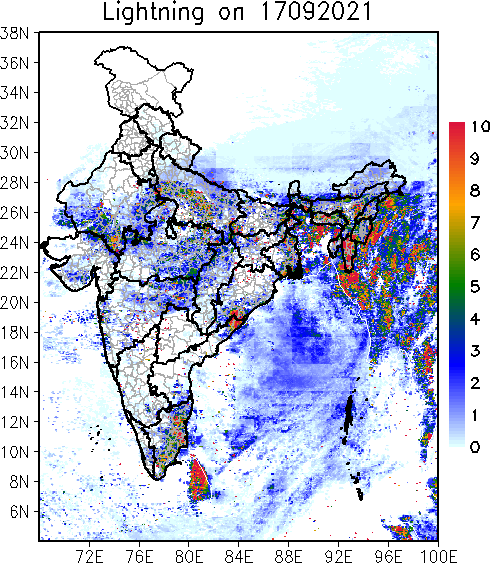 Lightning on 17092021
38N
36N
34N
32N
30N
28N
26N
24N
22N
20N
18N
16N
14N
12N
10N
8N
6N
72E 76E 80E 84E 88E 92E 96E 100E
10
9
8
7
6
5
4
3
2
1
0